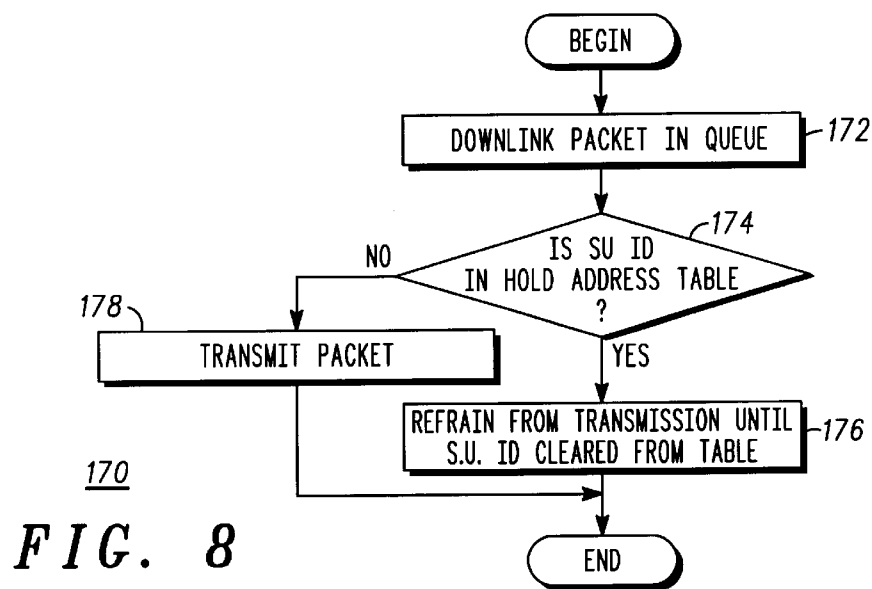 BEGIN
DOWNLINK PACKET IN QUEUE
172
174
IS SU ID
IN HOLD ADDRESS TABLE
?
NO
YES
178
TRANSMIT PACKET
REFRAIN FROM TRANSMISSION UNTIL
S.U. ID CLEARED FROM TABLE
176
170
FIG. 8
END